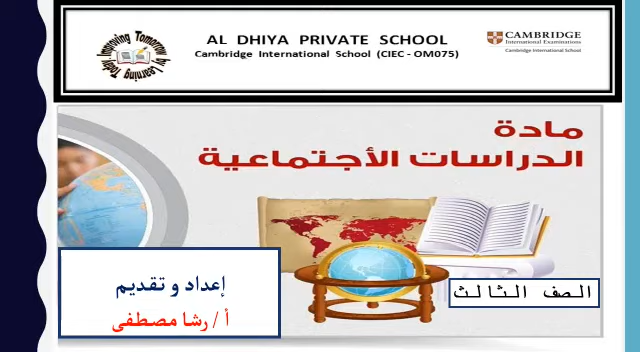 Improving Tomorrow by Learning Today
AL DHIYA PRIVATE SCHOOL
Cambridge International School (CIEC - OM075)
CAMBRIDGE
International Examinations
Cambridge International School
مادة
الدراسات الأجتماعية
الصف الثالث
إعداد و تقديم
أ / رشا مصطفى